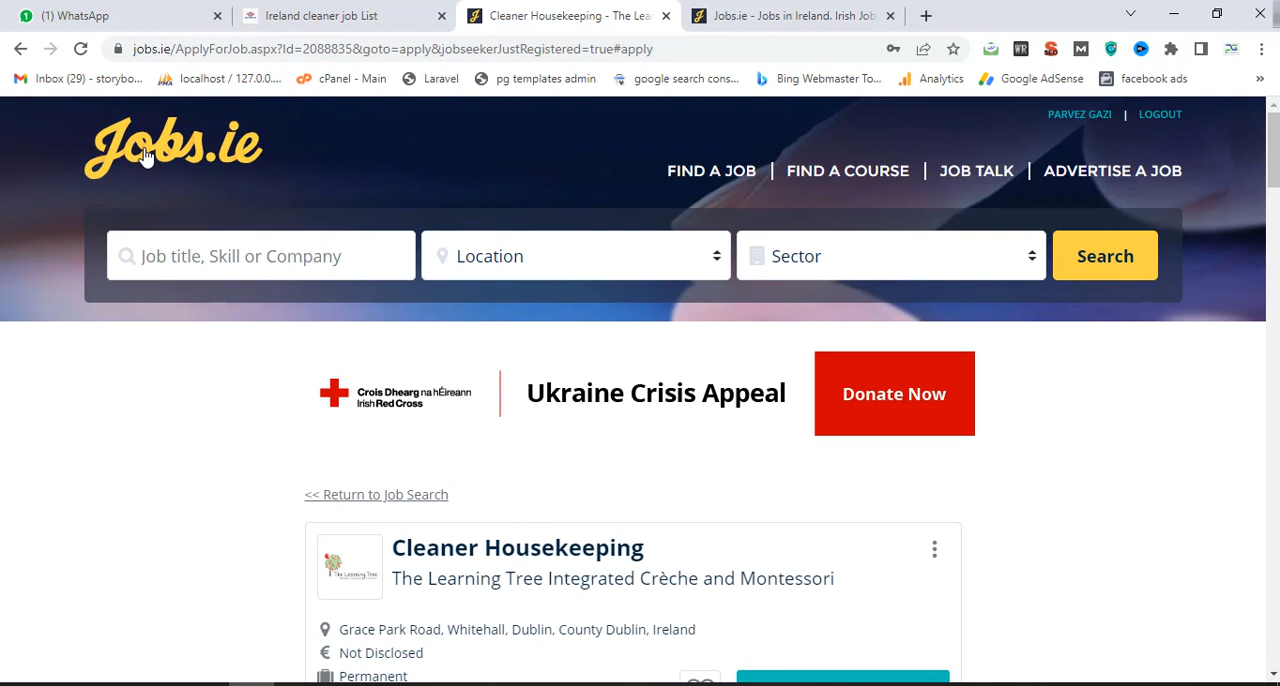 (1) WhatsApp
Ireland cleaner job List
Cleaner Housekeeping - The Lea
Jobs.ie - Jobs in Ireland. Irish Job
jobs.ie/ApplyForJob.aspx?Id=2088835&goto=apply&jobseekerJustRegistered=true#apply
Inbox (29) - storybo...
localhost / 127.0.0....
cPanel - Main
Laravel
pg templates admin
google search cons...
Bing Webmaster To...
Analytics
Google AdSense
facebook ads
PARVEZ GAZI | LOGOUT
Jobs.ie
FIND A JOB | FIND A COURSE | JOB TALK | ADVERTISE A JOB
Job title, Skill or Company
Location
Sector
Search
Crois Dhearg na hÉireann
Irish Red Cross
Ukraine Crisis Appeal
Donate Now
<< Return to Job Search
Cleaner Housekeeping
The Learning Tree Integrated Crèche and Montessori
Grace Park Road, Whitehall, Dublin, County Dublin, Ireland
€ Not Disclosed
Permanent